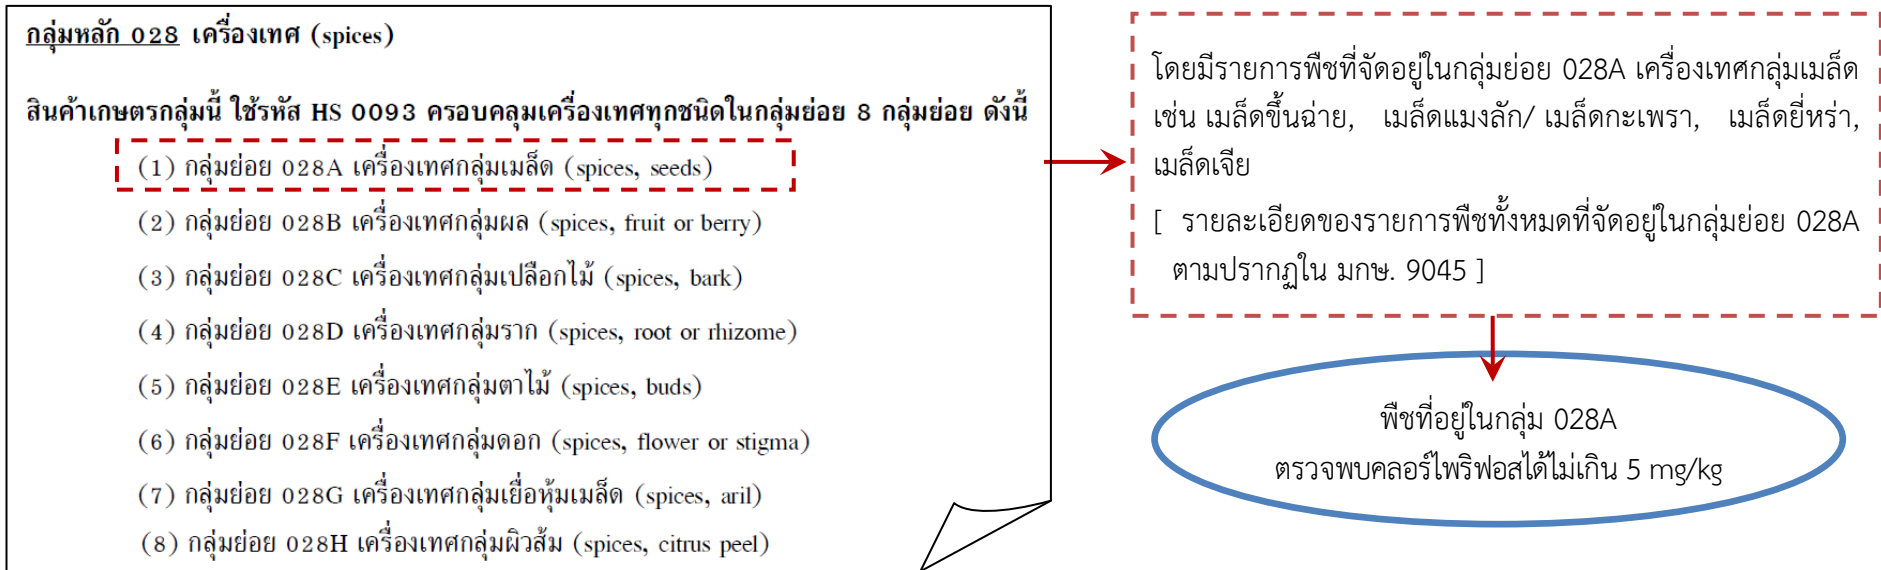 กลุ่มหลัก 028 เครื่องเทศ (spices)
สินค้าเกษตรกลุ่มนี้ ใช้รหัส HS 0093 ครอบคลุมเครื่องเทศทุกชนิดในกลุ่มย่อย 8 กลุ่มย่อย ดังนี้
(1) กลุ่มย่อย 028A เครื่องเทศกลุ่มเมล็ด (spices, seeds)
(2) กลุ่มย่อย 028B เครื่องเทศกลุ่มผล (spices, fruit or berry)
(3) กลุ่มย่อย 028C เครื่องเทศกลุ่มเปลือกไม้ (spices, bark)
(4) กลุ่มย่อย 028D เครื่องเทศกลุ่มราก (spices, root or rhizome)
(5) กลุ่มย่อย 028E เครื่องเทศกลุ่มตาไม้ (spices, buds)
(6) กลุ่มย่อย 028F เครื่องเทศกลุ่มดอก (spices, flower or stigma)
(7) กลุ่มย่อย 028G เครื่องเทศกลุ่มเยื่อหุ้มเมล็ด (spices, aril)
(8) กลุ่มย่อย 028H เครื่องเทศกลุ่มผิวส้ม (spices, citrus peel)
โดยมีรายการพืชที่จัดอยู่ในกลุ่มย่อย 028A เครื่องเทศกลุ่มเมล็ด
เช่น เมล็ดขึ้นฉ่าย, เมล็ดแมงลัก/ เมล็ดกะเพรา, เมล็ดยี่หร่า,
เมล็ดเจีย
[ รายละเอียดของรายการพืชทั้งหมดที่จัดอยู่ในกลุ่มย่อย 028A
ตามปรากฏใน มกษ. 9045 ]
พืชที่อยู่ในกลุ่ม 028A
ตรวจพบคลอร์ไพริฟอสได้ไม่เกิน 5 mg/kg